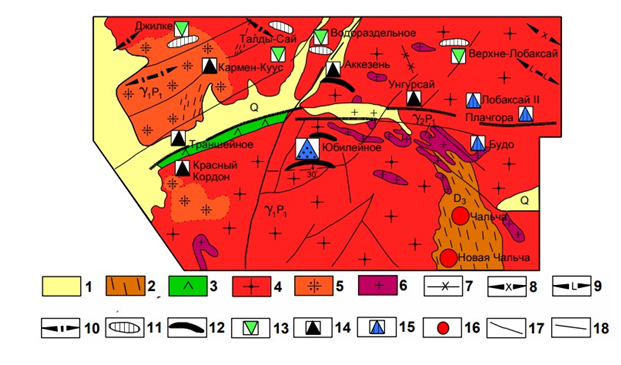 Джилке
Талды-Сай
Водораздельное
Верхне-Лобаксай
Кармен-Куус
Аккезень
L
X
γ₁P₁
Унгурсай
Лобаксай II
Q
γ₂P₁
Плачгора
Траншейное
Юбилейное
Будо
Красный
Кордон
30
D₃
Q
γ₁P₁
Чальча
Новая Чальча
1 2 3 4 5 6 7 X 8 L 9
10 11 12 13 14 15 16 17 18